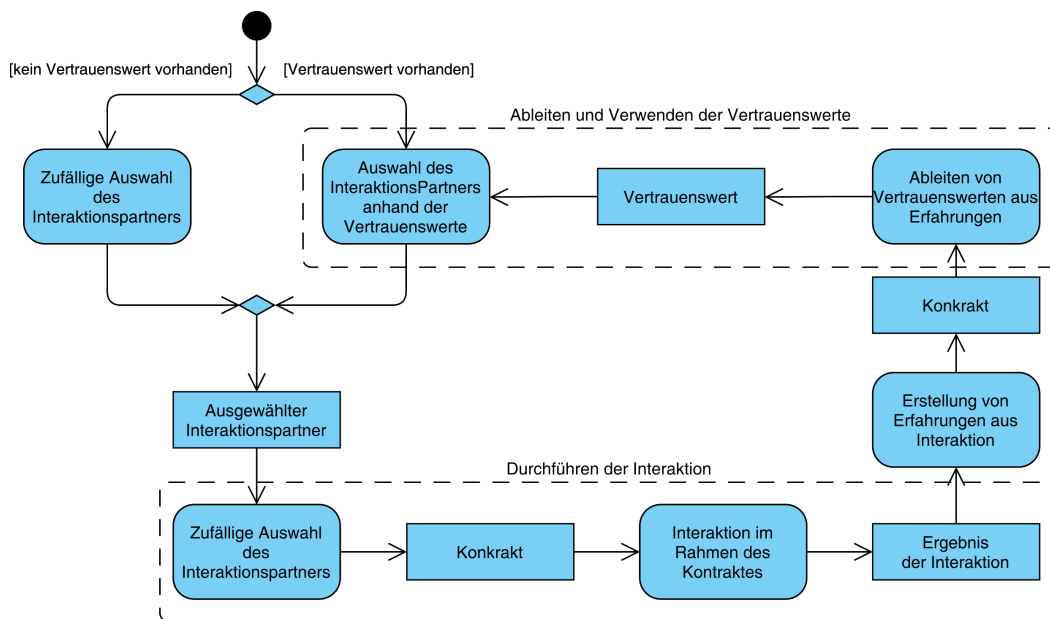 [kein Vertrauenswert vorhanden]
[Vertrauenswert vorhanden]
Ableiten und Verwenden der Vertrauenswerte
Zufällige Auswahl
des
Interaktionspartners
Auswahl des
InteraktionsPartners
anhand der
Vertrauenswerte
Vertrauenswert
Ableiten von
Vertrauenswerten aus
Erfahrungen
Konkrakt
Erstellung von
Erfahrungen aus
Interaktion
Ausgewählter
Interaktionspartner
Durchführen der Interaktion
Zufällige Auswahl
des
Interaktionspartners
Konkrakt
Interaktion im
Rahmen des
Kontraktes
Ergebnis
der Interaktion